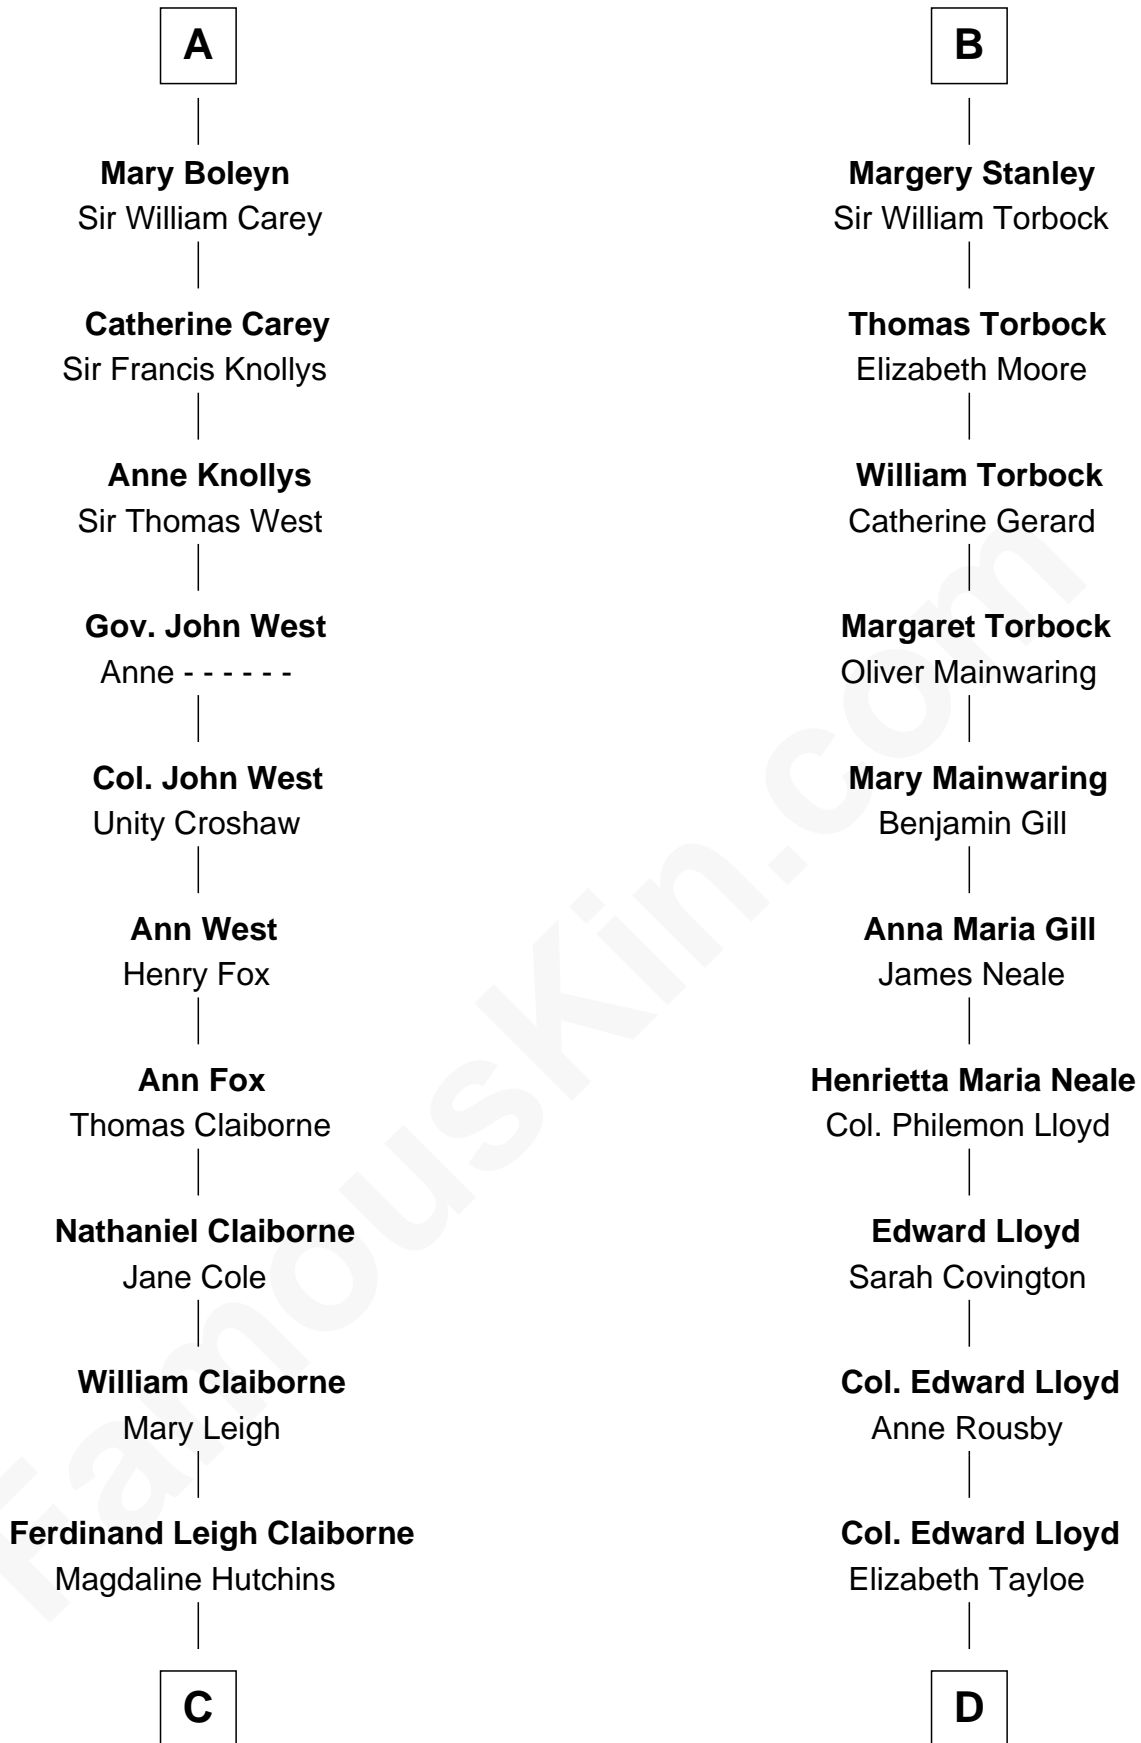 A
Mary Boleyn
Sir William Carey
Catherine Carey
Sir Francis Knollys
Anne Knollys
Sir Thomas West
Gov. John West
Anne - - - - - -
Col. John West
Unity Croshaw
Ann West
Henry Fox
Ann Fox
Thomas Claiborne
Nathaniel Claiborne
Jane Cole
William Claiborne
Mary Leigh
Ferdinand Leigh Claiborne
Magdaline Hutchins
C
B
Margery Stanley
Sir William Torbock
Thomas Torbock
Elizabeth Moore
William Torbock
Catherine Gerard
Margaret Torbock
Oliver Mainwaring
Mary Mainwaring
Benjamin Gill
Anna Maria Gill
James Neale
Henrietta Maria Neale
Col. Philemon Lloyd
Edward Lloyd
Sarah Covington
Col. Edward Lloyd
Anne Rousby
Col. Edward Lloyd
Elizabeth Tayloe
D
FamousKin.com